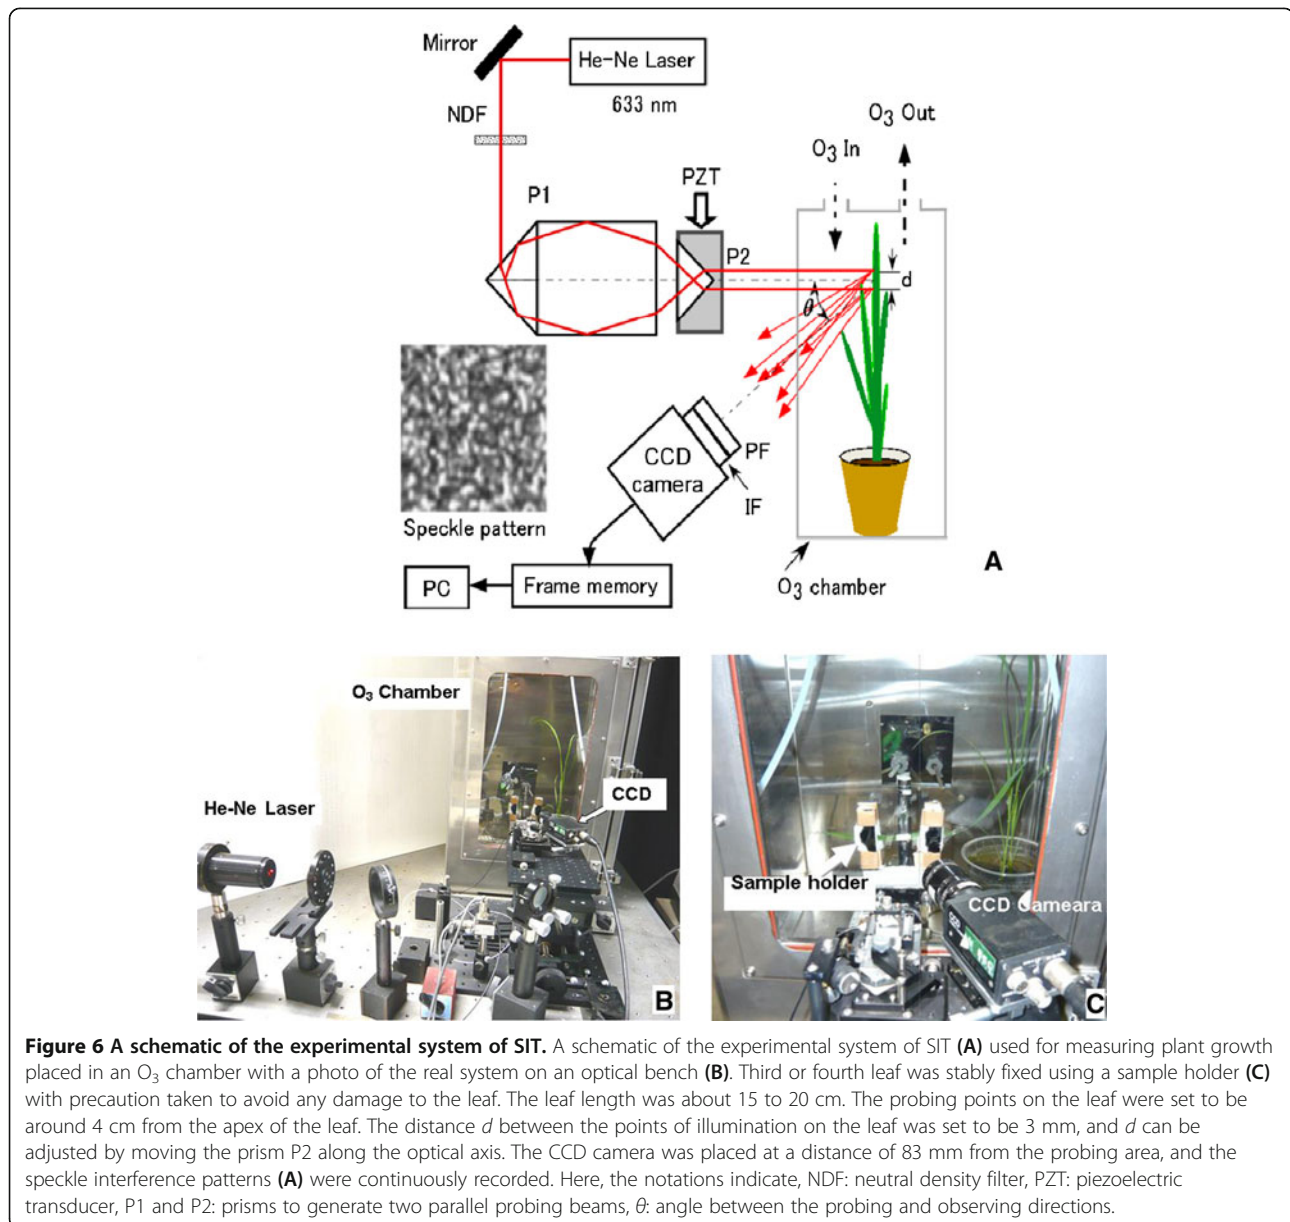 Mirror
He-Ne Laser
633 nm
NDF
O3 Out
O3 In
PZT
P1
P2
d
θ
CCD
camera
PF
IF
Speckle pattern
PC
Frame memory
O3 chamber
A
O3 Chamber
He-Ne Laser
CCD
B
Sample holder
CCD Cameara
C
Figure 6 A schematic of the experimental system of SIT. A schematic of the experimental system of SIT (A) used for measuring plant growth
placed in an O3 chamber with a photo of the real system on an optical bench (B). Third or fourth leaf was stably fixed using a sample holder (C)
with precaution taken to avoid any damage to the leaf. The leaf length was about 15 to 20 cm. The probing points on the leaf were set to be
around 4 cm from the apex of the leaf. The distance d between the points of illumination on the leaf was set to be 3 mm, and d can be
adjusted by moving the prism P2 along the optical axis. The CCD camera was placed at a distance of 83 mm from the probing area, and the
speckle interference patterns (A) were continuously recorded. Here, the notations indicate, NDF: neutral density filter, PZT: piezoelectric
transducer, P1 and P2: prisms to generate two parallel probing beams, θ: angle between the probing and observing directions.